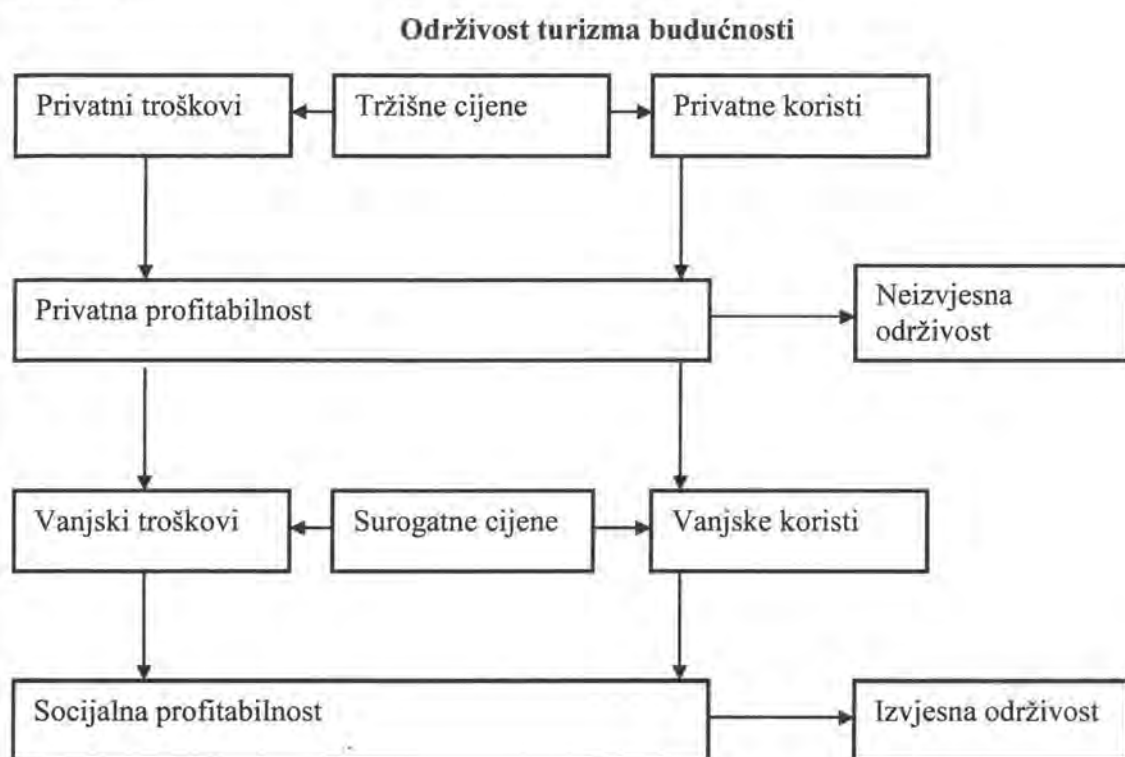 Održivost turizma budućnosti
Privatni troškovi
Tržišne cijene
Privatne koristi
Privatna profitabilnost
Neizvjesna
održivost
Vanjski troškovi
Surogatne cijene
Vanjske koristi
Socijalna profitabilnost
Izvjesna održivost